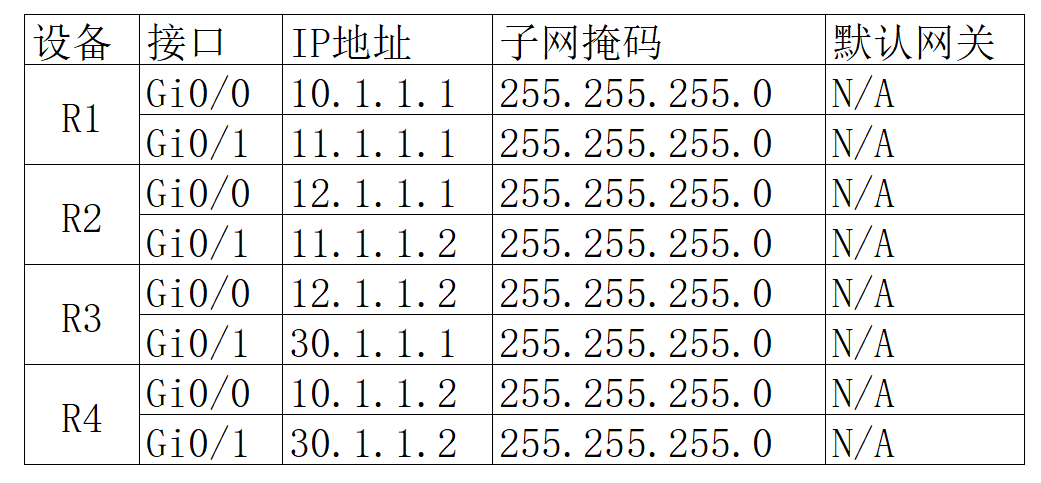 设备 接口 IP地址 子网掩码 默认网关
R1 Gi0/0 10.1.1.1 255.255.255.0 N/A
Gi0/1 11.1.1.1 255.255.255.0 N/A
R2 Gi0/0 12.1.1.1 255.255.255.0 N/A
Gi0/1 11.1.1.2 255.255.255.0 N/A
R3 Gi0/0 12.1.1.2 255.255.255.0 N/A
Gi0/1 30.1.1.1 255.255.255.0 N/A
R4 Gi0/0 10.1.1.2 255.255.255.0 N/A
Gi0/1 30.1.1.2 255.255.255.0 N/A